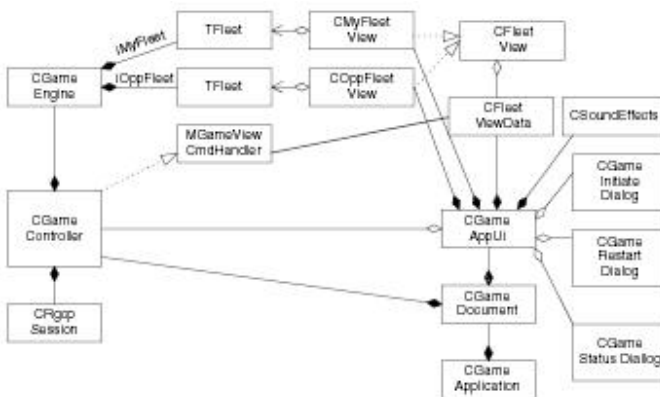 TFleet
CMyFleet
View
CFleet
View
iMyFleet
CGame
Engine
iOppFleet
TFleet
COppFleet
View
CFleet
ViewData
CSoundEffects
MGameView
CmdHandler
CGame
Initiate
Dialog
CGame
Controller
CGame
AppUi
CGame
Restart
Dialog
CRgcp
Session
CGame
Document
CGame
Status Diallog
CGame
Application